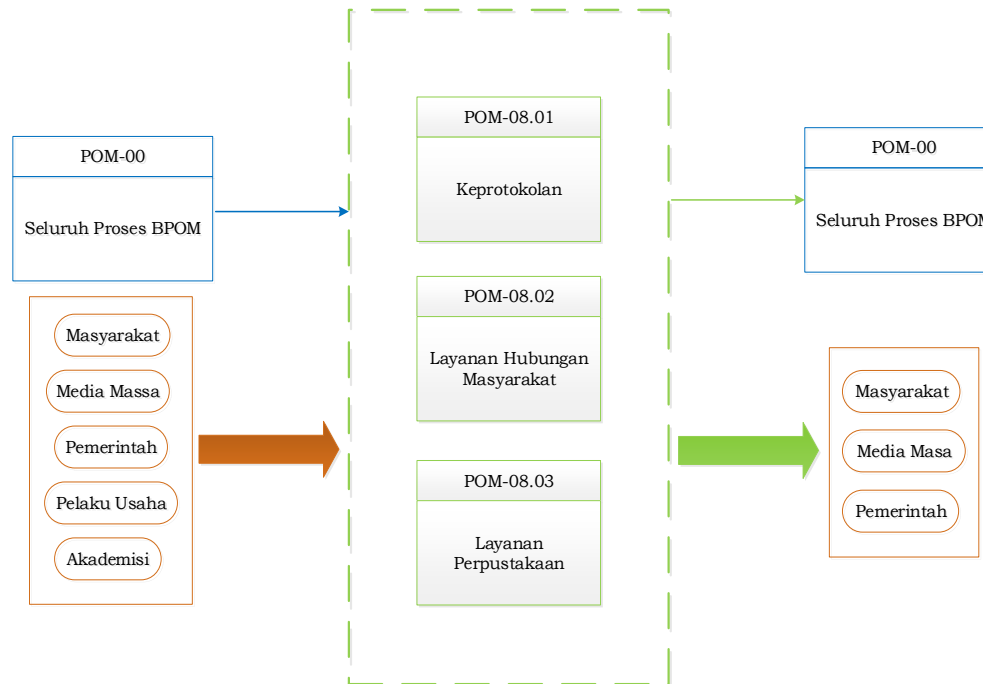 POM-00
Seluruh Proses BPOM
Masyarakat
Media Massa
Pemerintah
Pelaku Usaha
Akademisi
POM-08.01
Keprotokolan
POM-08.02
Layanan Hubungan
Masyarakat
POM-08.03
Layanan
Perpustakaan
POM-00
Seluruh Proses BPOM
Masyarakat
Media Masa
Pemerintah